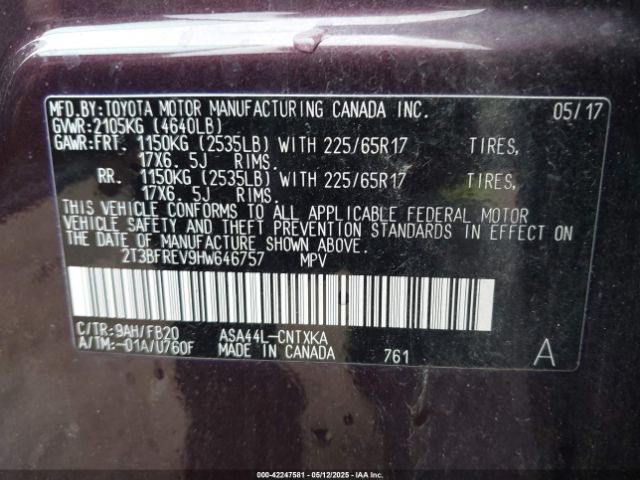 MFD.BY:TOYOTA MOTOR MANUFACTURING CANADA INC. 05/17
GVWR:2105KG (4640LB)
GAWR:FRT. 1150KG (2535LB) WITH 225/65R17 TIRES,
17X6.5J RIMS.
RR. 1150KG (2535LB) WITH 225/65R17 TIRES,
17X6.5J RIMS.
THIS VEHICLE CONFORMS TO ALL APPLICABLE FEDERAL MOTOR
VEHICLE SAFETY AND THEFT PREVENTION STANDARDS IN EFFECT ON
THE DATE OF MANUFACTURE SHOWN ABOVE.
2T3BFREV9HW646757 MPV
U
C/TR:9AH/FB20 ASA44L-CNTXKA
A/TM:-01A/U760F MADE IN CANADA 761 A
000-42247581 - 05/12/2025 - IAA Inc.